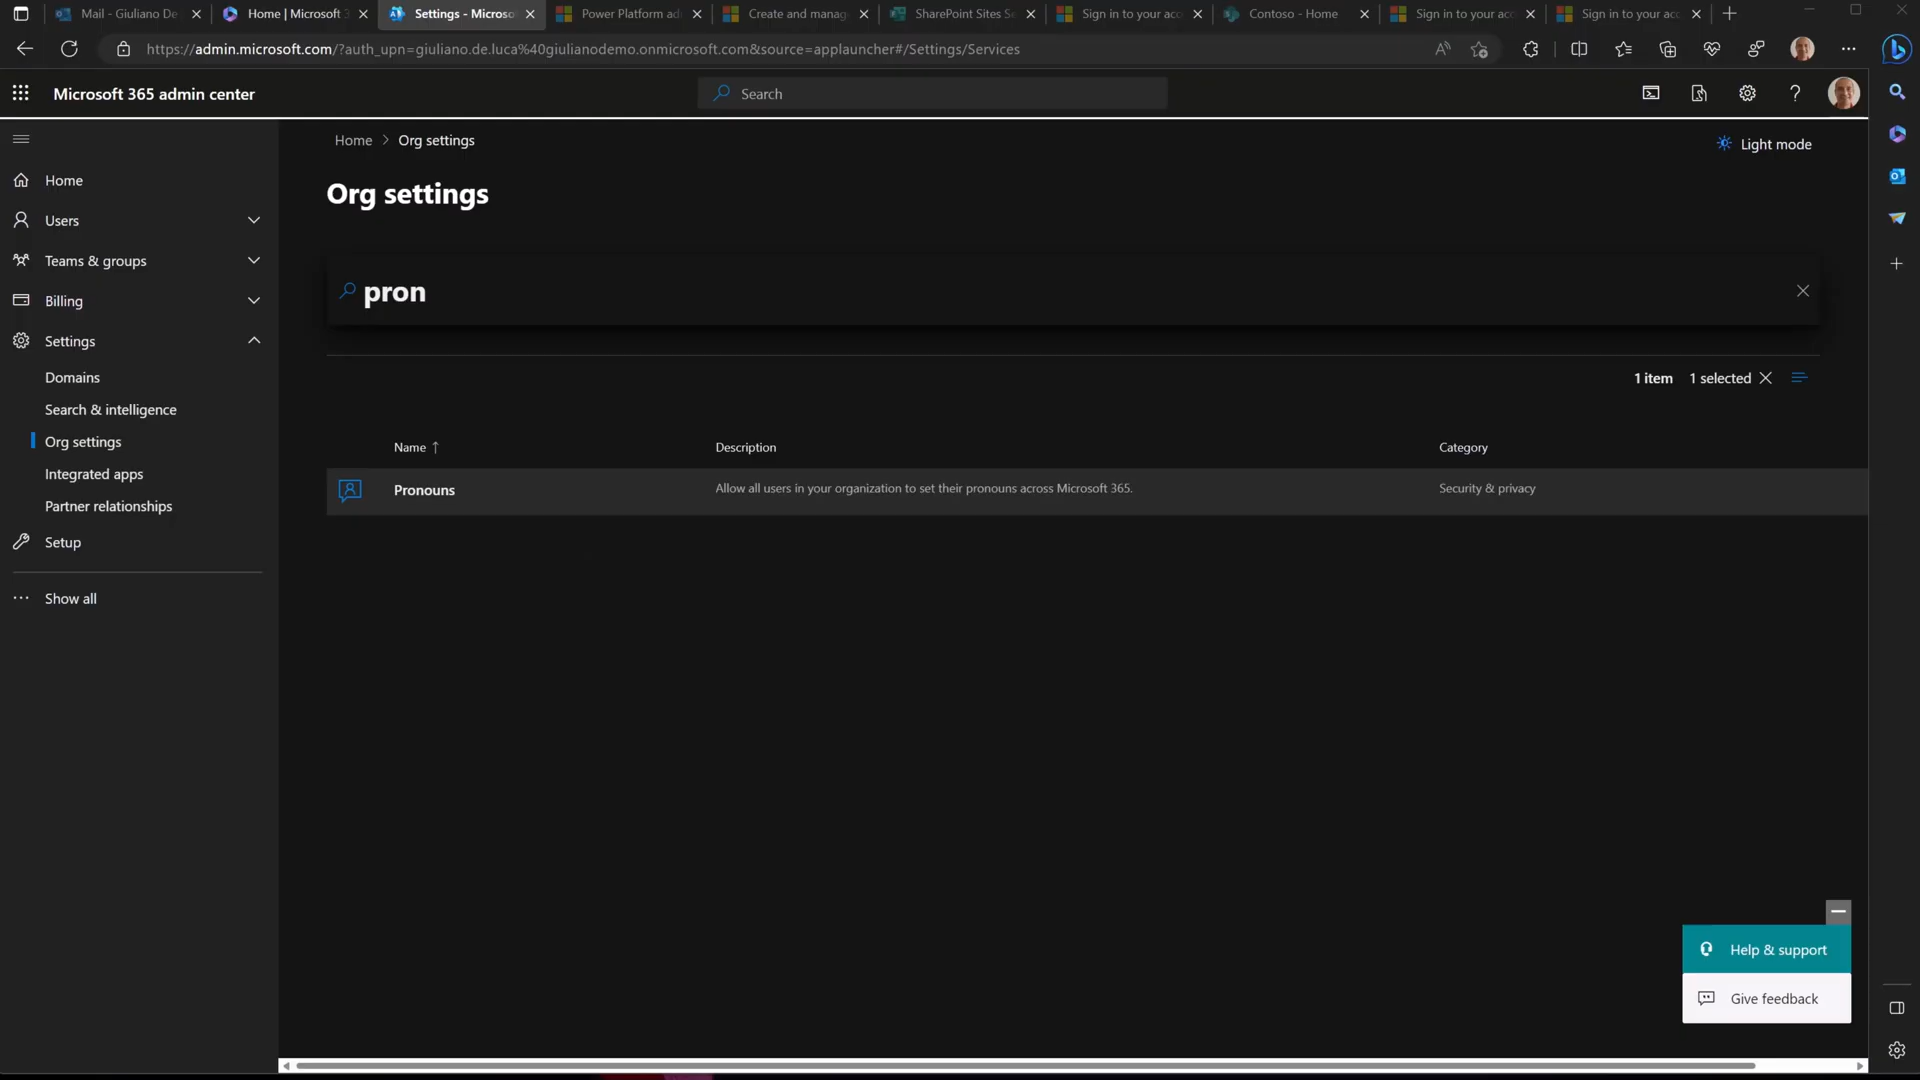 Mail - Giuliano De
Home | Microsoft 3
Settings - Microso
Power Platform ad
Create and manag
SharePoint Sites Se
Sign in to your acc
Contoso - Home
Sign in to your acc
Sign in to your acc
https://admin.microsoft.com/?auth_upn=giuliano.de.luca%40giulianodemo.onmicrosoft.com&source=applauncher#/Settings/Services
Microsoft 365 admin center
Search
Home > Org settings
Light mode
Home
Users
Teams & groups
Billing
Settings
Domains
Search & intelligence
Org settings
Integrated apps
Partner relationships
Setup
Show all
Org settings
pron
1 item 1 selected
Name ↑ Description Category
Pronouns Allow all users in your organization to set their pronouns across Microsoft 365. Security & privacy
Help & support
Give feedback